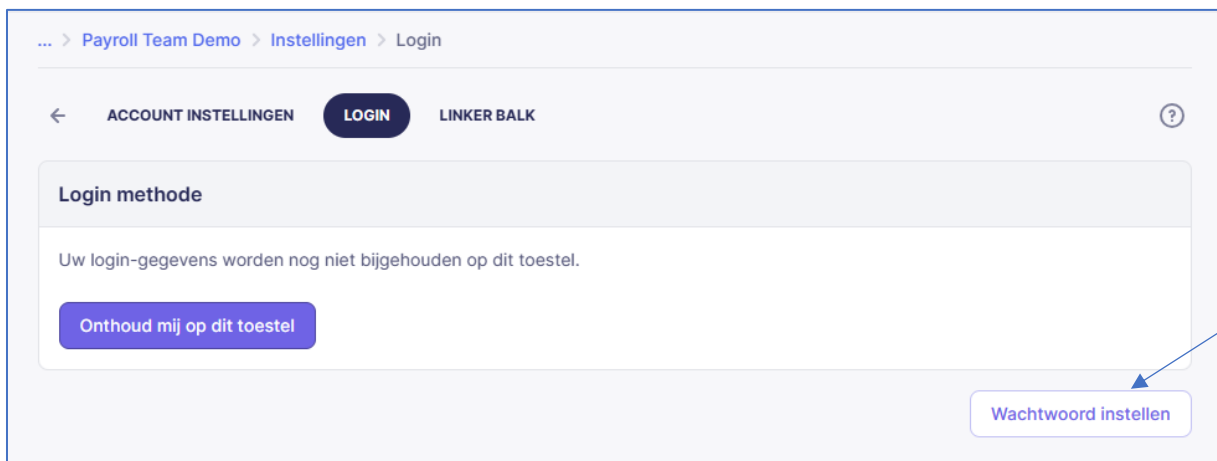 ... > Payroll Team Demo > Instellingen > Login
← ACCOUNT INSTELLINGEN LOGIN LINKER BALK ?
Login methode
Uw login-gegevens worden nog niet bijgehouden op dit toestel.
Onthoud mij op dit toestel
Wachtwoord instellen